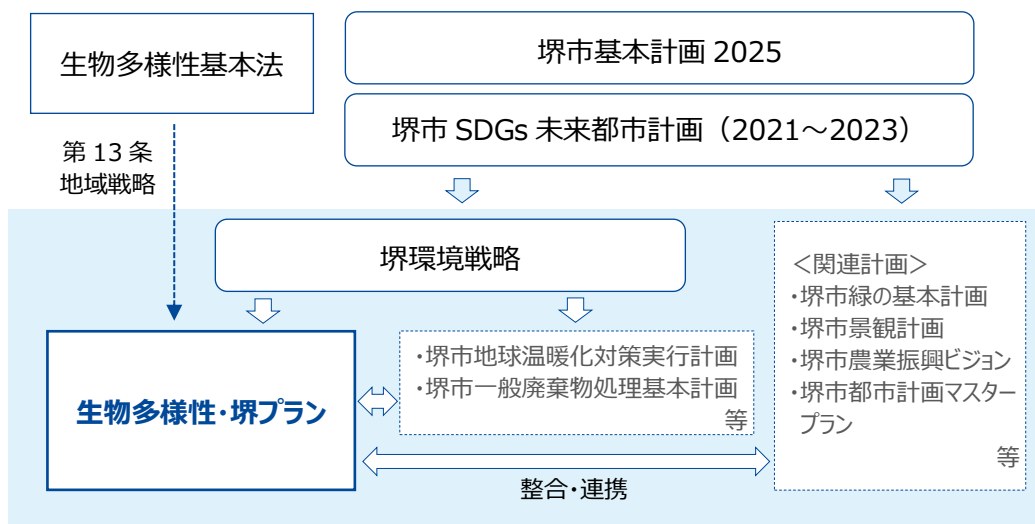 生物多様性基本法
堺市基本計画 2025
堺市 SDGs 未来都市計画（2021～2023）
第 13 条
地域戦略
堺環境戦略
＜関連計画＞
・堺市緑の基本計画
・堺市景観計画
・堺市農業振興ビジョン
・堺市都市計画マスター
プラン
等
・堺市地球温暖化対策実行計画
・堺市一般廃棄物処理基本計画
等
生物多様性・堺プラン
整合・連携